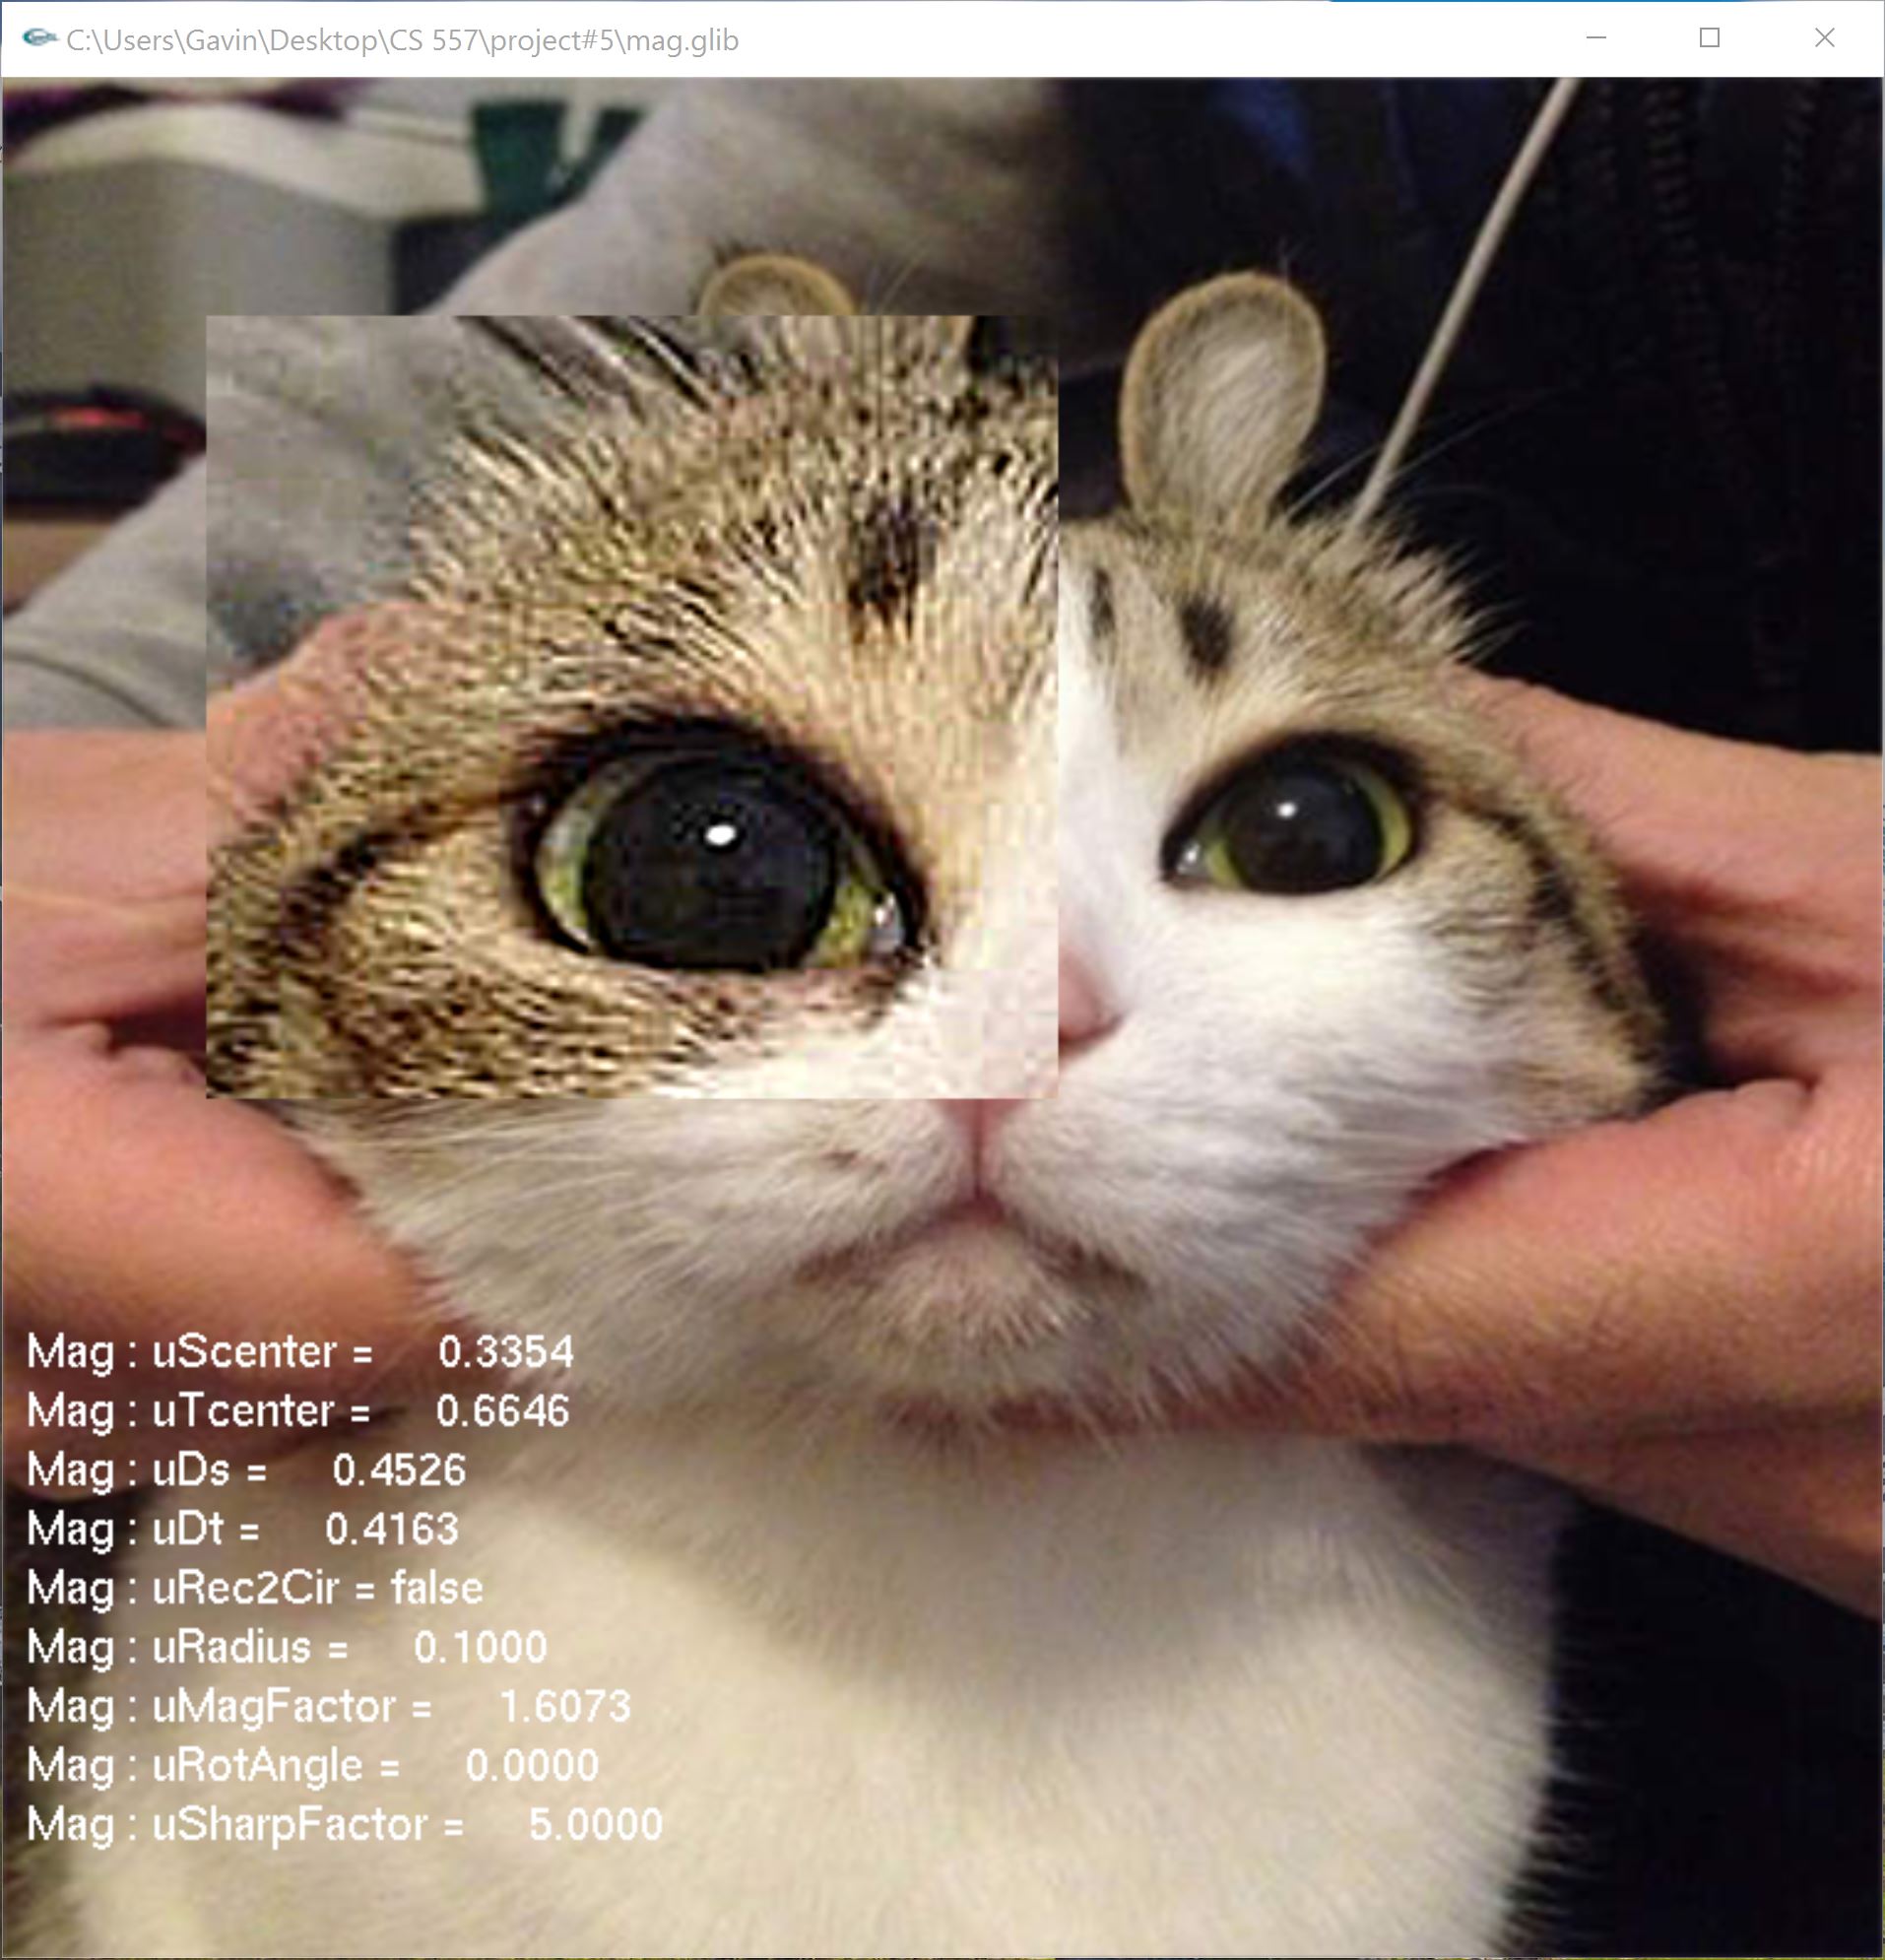 C:\Users\Gavin\Desktop\CS 557\project#5\mag.glib
Mag : uScenter = 0.3354
Mag : uTcenter = 0.6646
Mag : uDs = 0.4526
Mag : uDt = 0.4163
Mag : uRec2Cir = false
Mag : uRadius = 0.1000
Mag : uMagFactor = 1.6073
Mag : uRotAngle = 0.0000
Mag : uSharpFactor = 5.0000